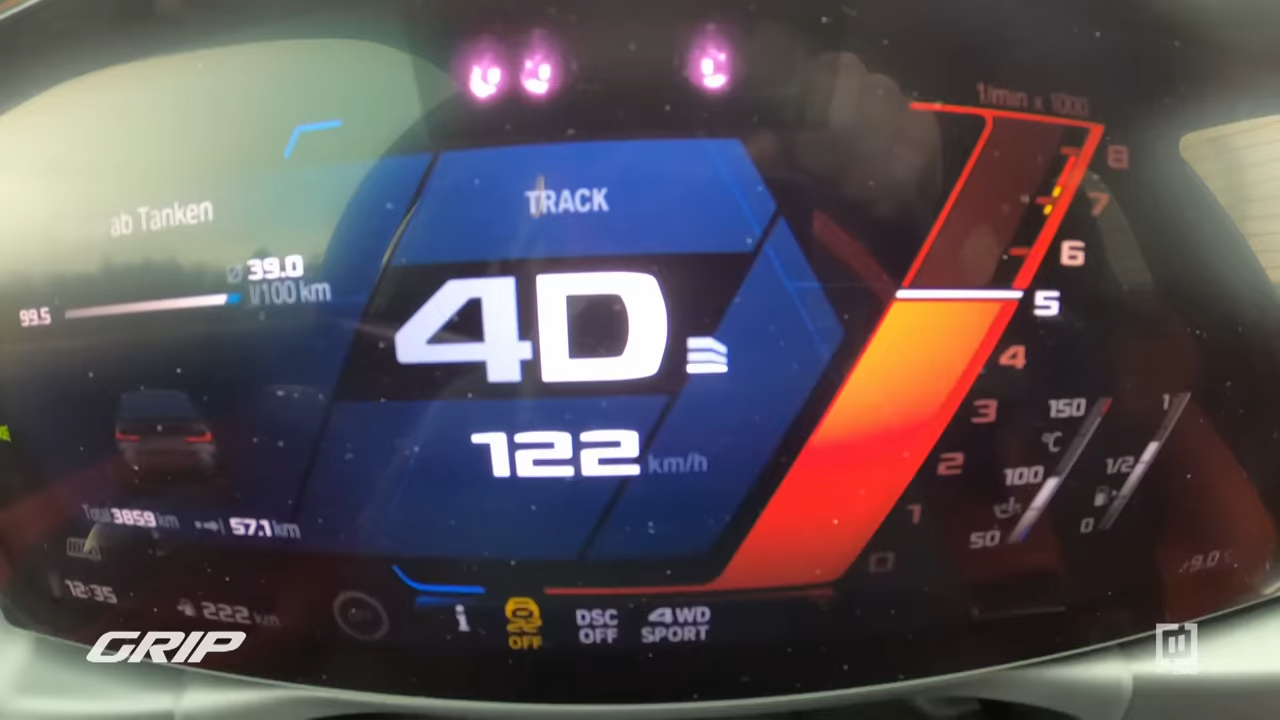 1/min x 1000
8
7
6
5
4
3
2
1
0
TRACK
ab Tanken
Ø 39.0
l/100 km
99.5
4D
122 km/h
150
°C
100
50
1
1/2
0
Total 3659 km
57.1 km
12:35
222 km
i
OFF
DSC
OFF
4WD
SPORT
GRIP